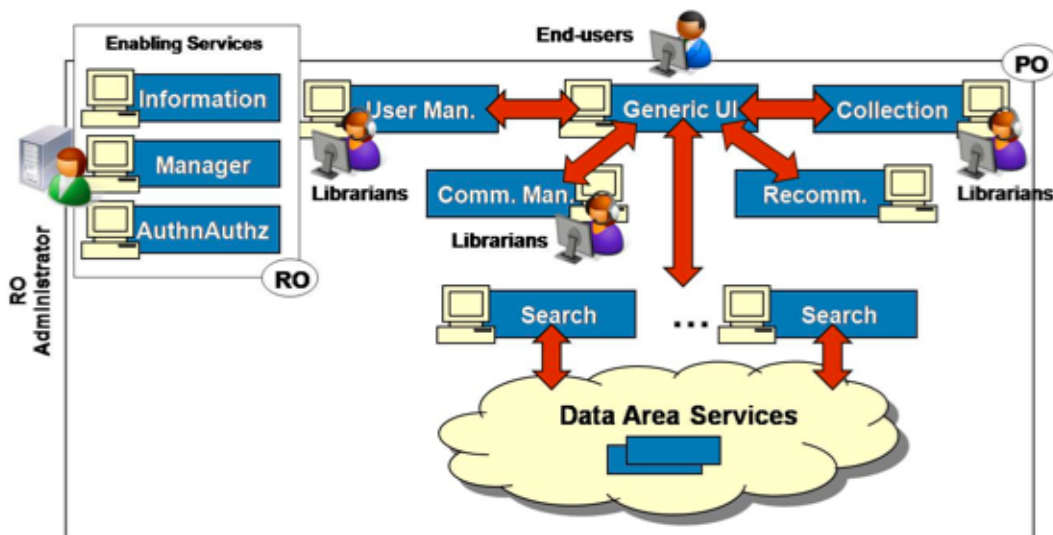 Enabling Services
Information
Manager
AuthnAuthz
RO
RO
Administrator
End-users
PO
User Man.
Generic UI
Collection
Librarians
Comm. Man.
Recomm.
Librarians
Librarians
Search
...
Search
Data Area Services